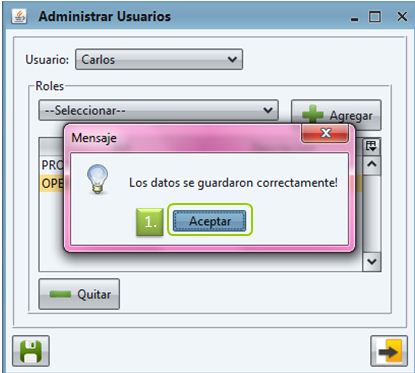 Administrar Usuarios
Usuario: Carlos
Roles
--Seleccionar--
Agregar
Mensaje
PRO
OPE
Los datos se guardaron correctamente!
1. Aceptar
Quitar